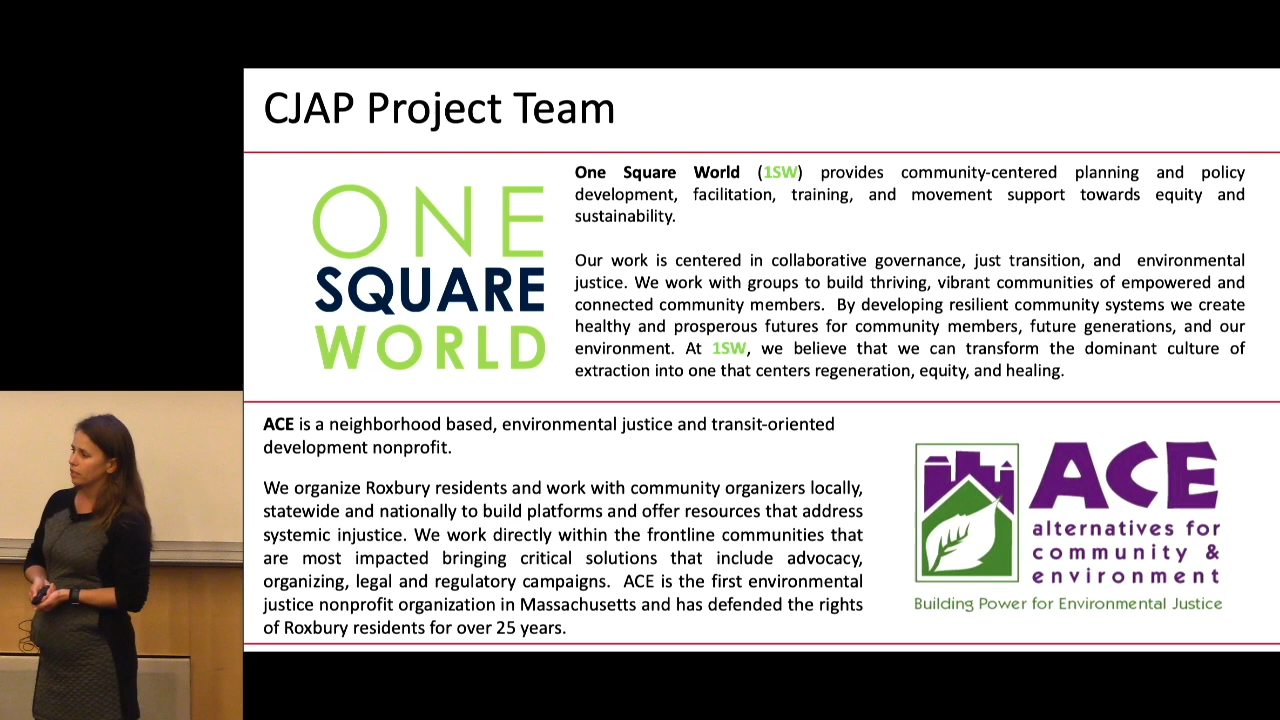 CJAP Project Team
ONE
SQUARE
WORLD
One Square World (1SW) provides community-centered planning and policy
development, facilitation, training, and movement support towards equity and
sustainability.
Our work is centered in collaborative governance, just transition, and environmental
justice. We work with groups to build thriving, vibrant communities of empowered and
connected community members. By developing resilient community systems we create
healthy and prosperous futures for community members, future generations, and our
environment. At 1SW, we believe that we can transform the dominant culture of
extraction into one that centers regeneration, equity, and healing.
ACE is a neighborhood based, environmental justice and transit-oriented
development nonprofit.
We organize Roxbury residents and work with community organizers locally,
statewide and nationally to build platforms and offer resources that address
systemic injustice. We work directly within the frontline communities that
are most impacted bringing critical solutions that include advocacy,
organizing, legal and regulatory campaigns. ACE is the first environmental
justice nonprofit organization in Massachusetts and has defended the rights
of Roxbury residents for over 25 years.
ACE
alternatives for
community &
environment
Building Power for Environmental Justice